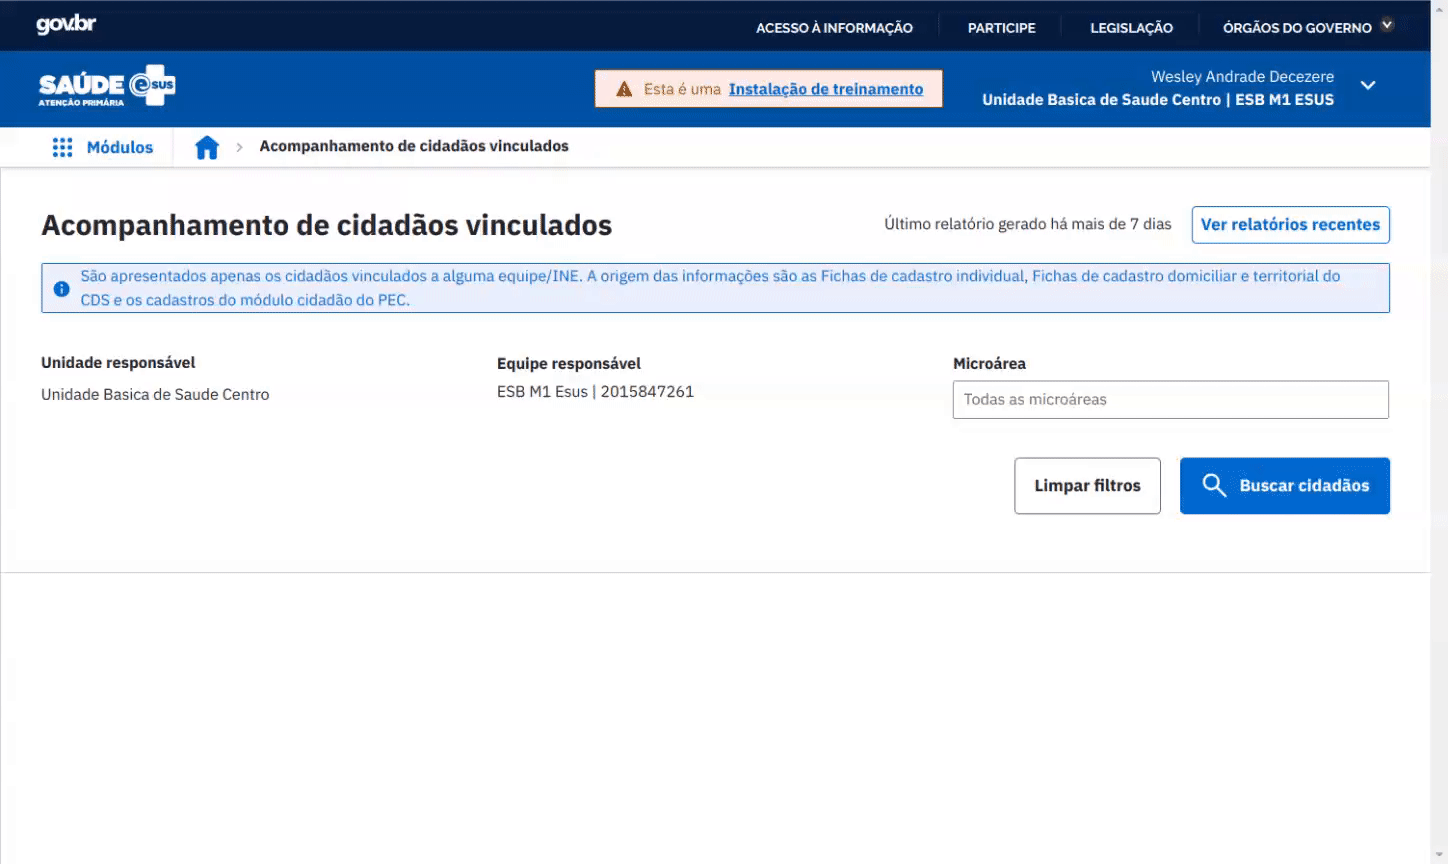 gov.br
ACESSO À INFORMAÇÃO
PARTICIPE
LEGISLAÇÃO
ÓRGÃOS DO GOVERNO
SAÚDE
ATENÇÃO PRIMÁRIA
eSUS
Esta é uma Instalação de treinamento
Wesley Andrade Decezere
Unidade Basica de Saude Centro | ESB M1 ESUS
Módulos
Acompanhamento de cidadãos vinculados
Acompanhamento de cidadãos vinculados
Último relatório gerado há mais de 7 dias
Ver relatórios recentes
São apresentados apenas os cidadãos vinculados a alguma equipe/INE. A origem das informações são as Fichas de cadastro individual, Fichas de cadastro domiciliar e territorial do
CDS e os cadastros do módulo cidadão do PEC.
Unidade responsável
Unidade Basica de Saude Centro
Equipe responsável
ESB M1 Esus | 2015847261
Microárea
Todas as microáreas
Limpar filtros
Buscar cidadãos